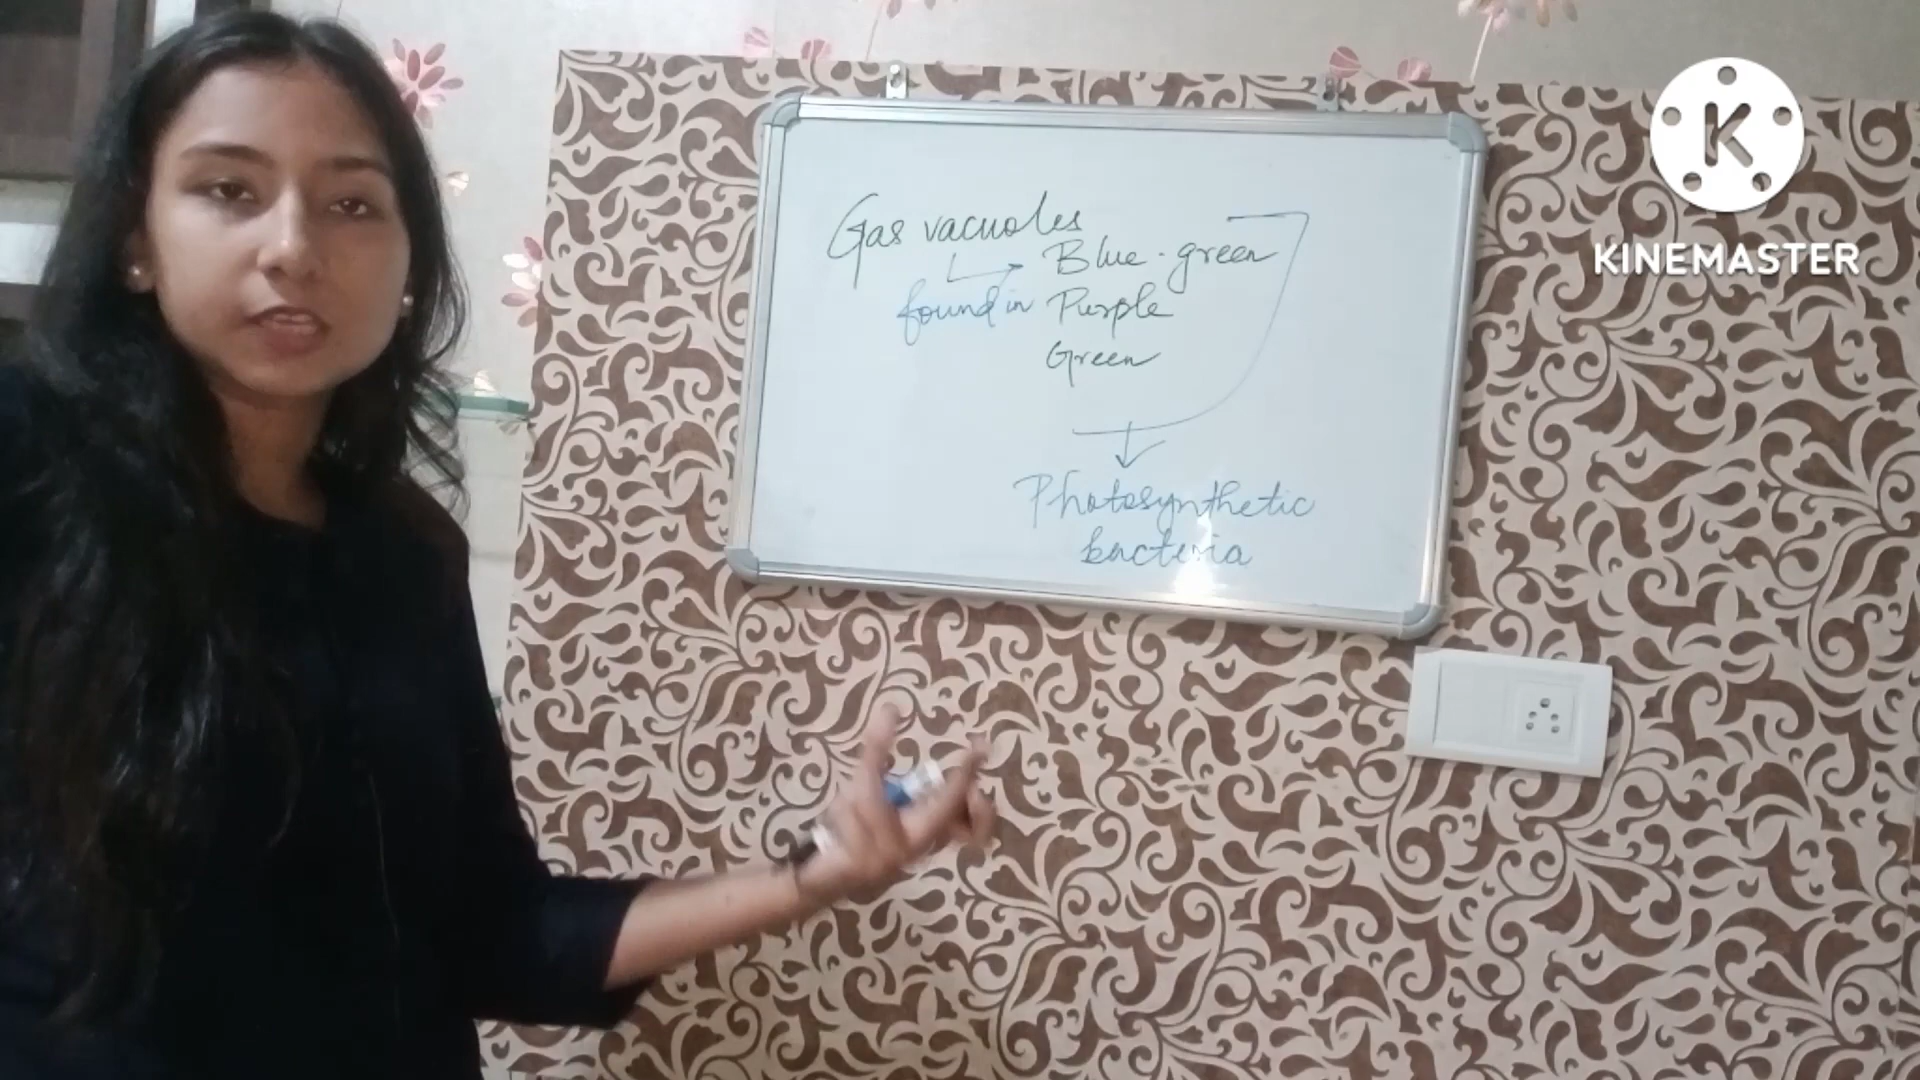 Gas vacuoles
Blue-green
found in Purple
Green
Photosynthetic
bacteria
K
KINEMASTER